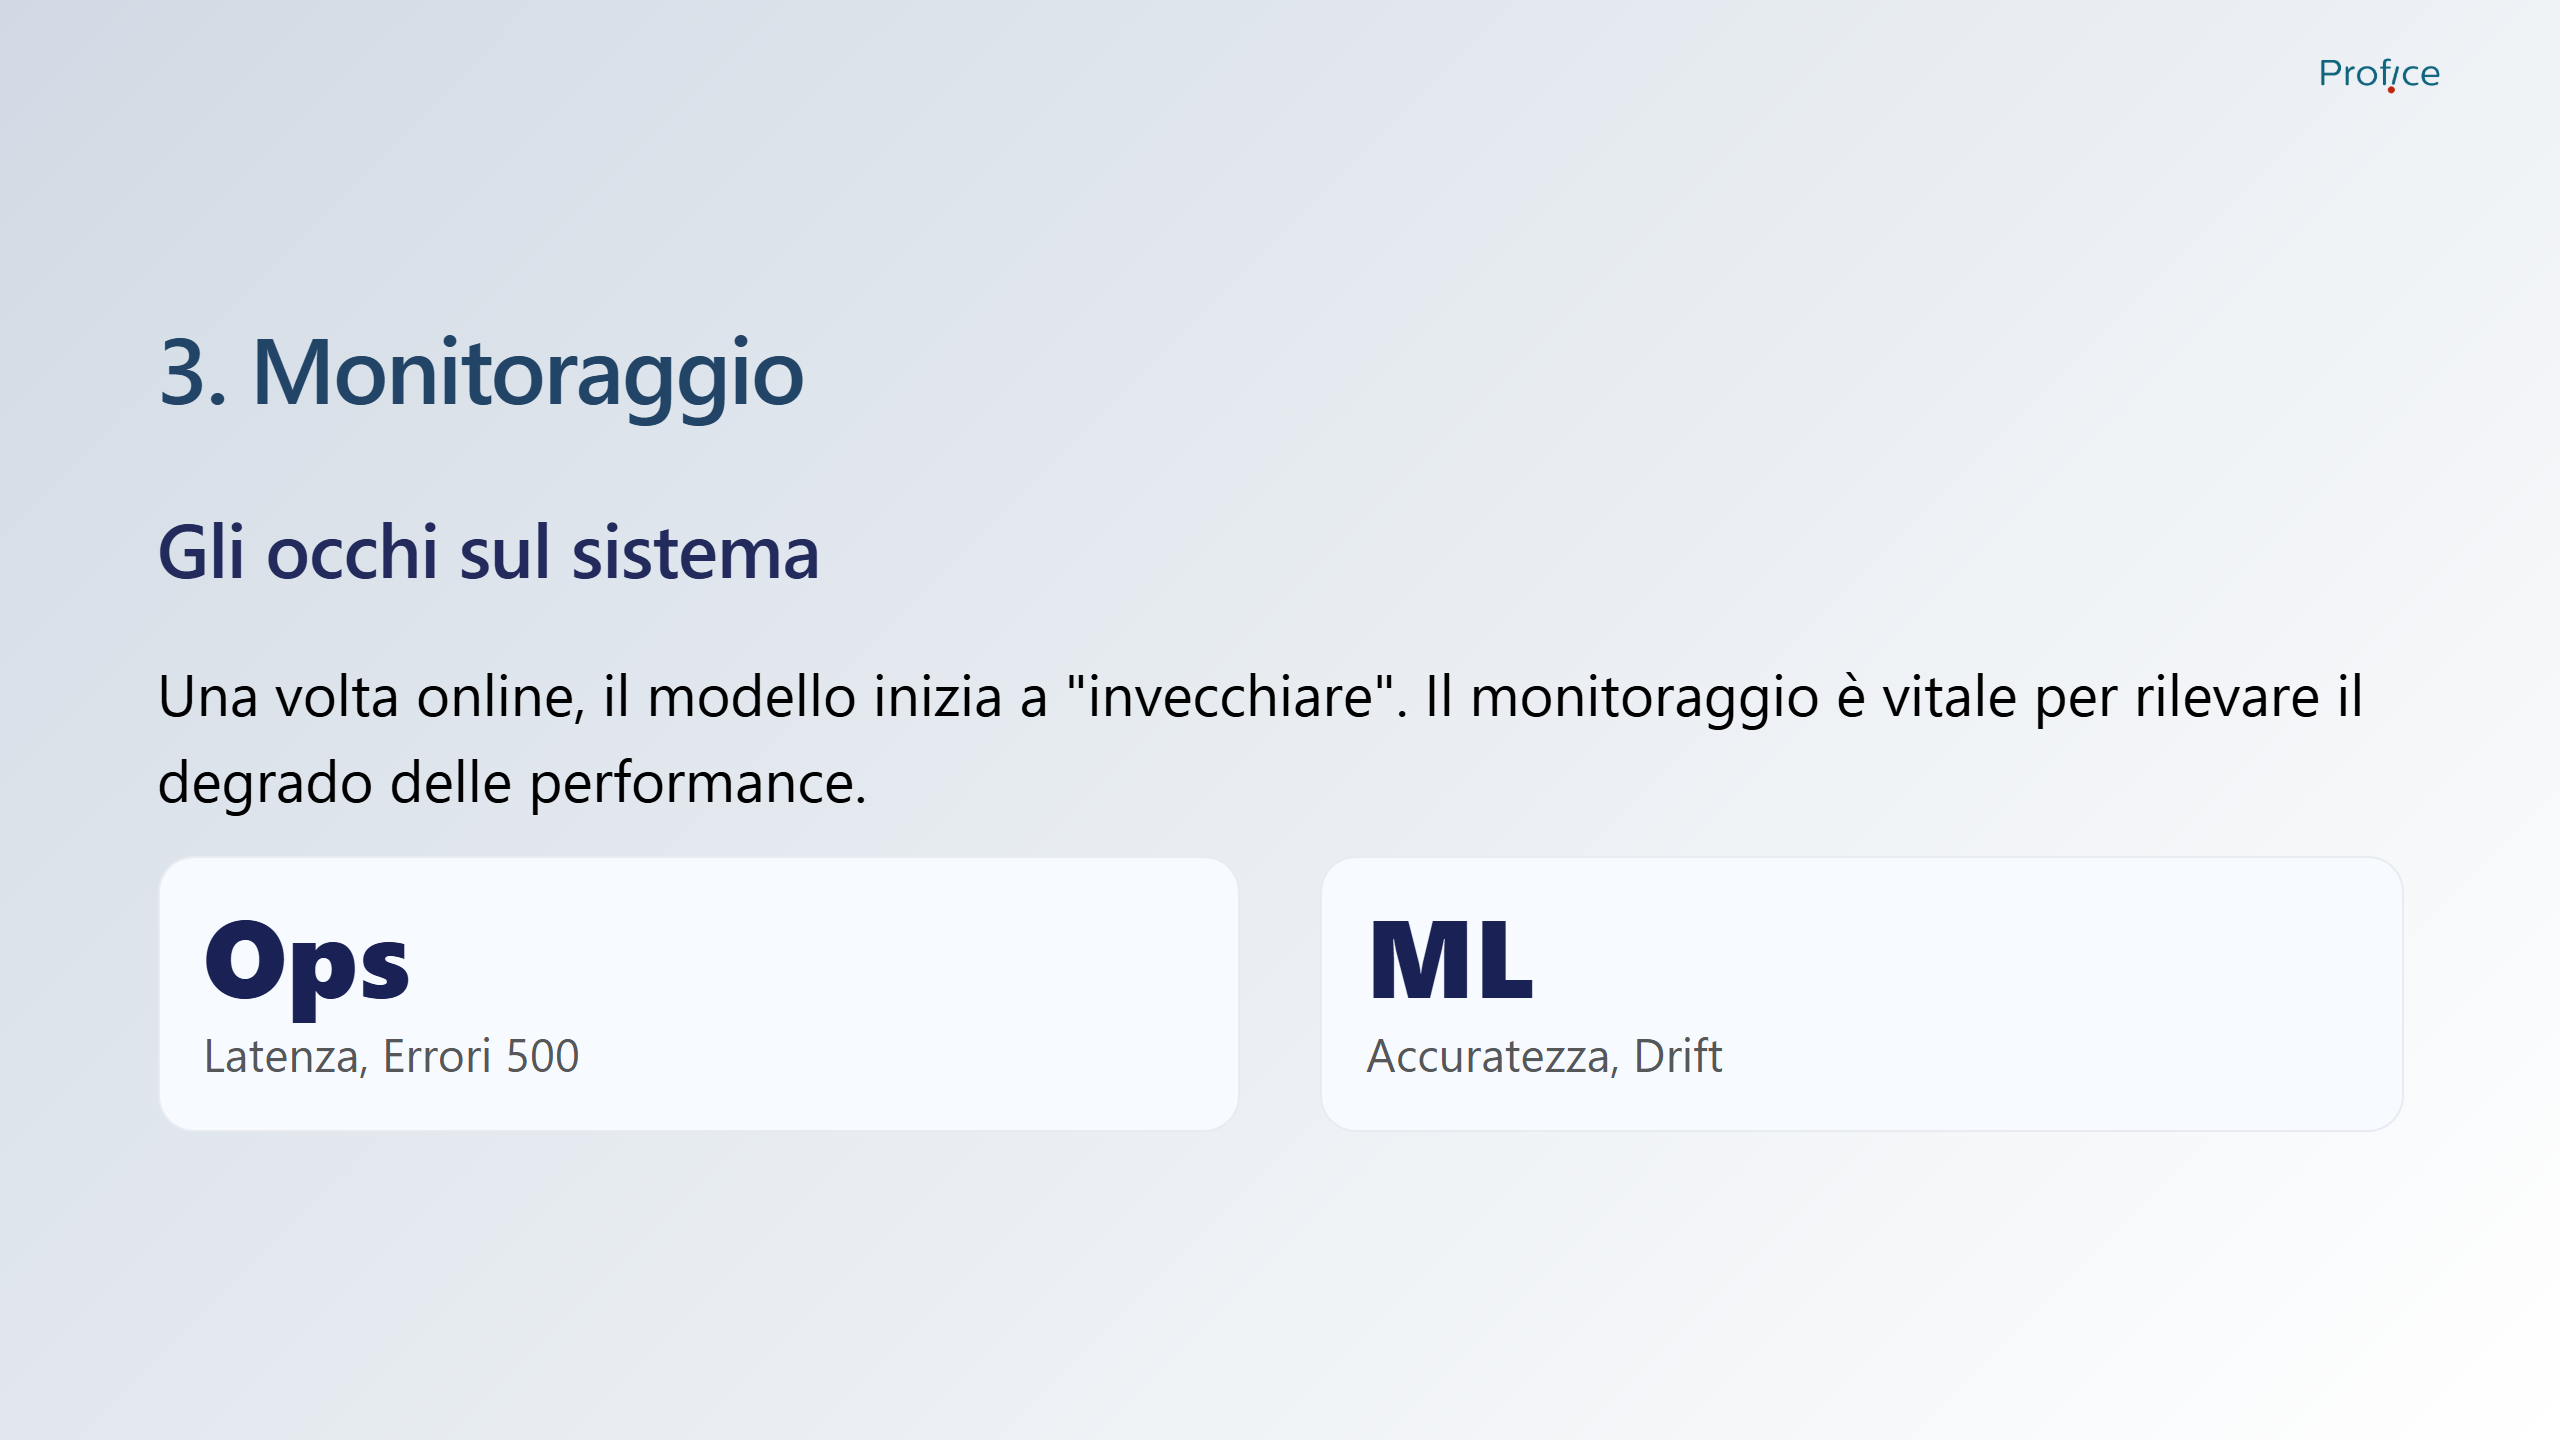 Profice
3. Monitoraggio
Gli occhi sul sistema
Una volta online, il modello inizia a "invecchiare". Il monitoraggio è vitale per rilevare il
degrado delle performance.
Ops
Latenza, Errori 500
ML
Accuratezza, Drift